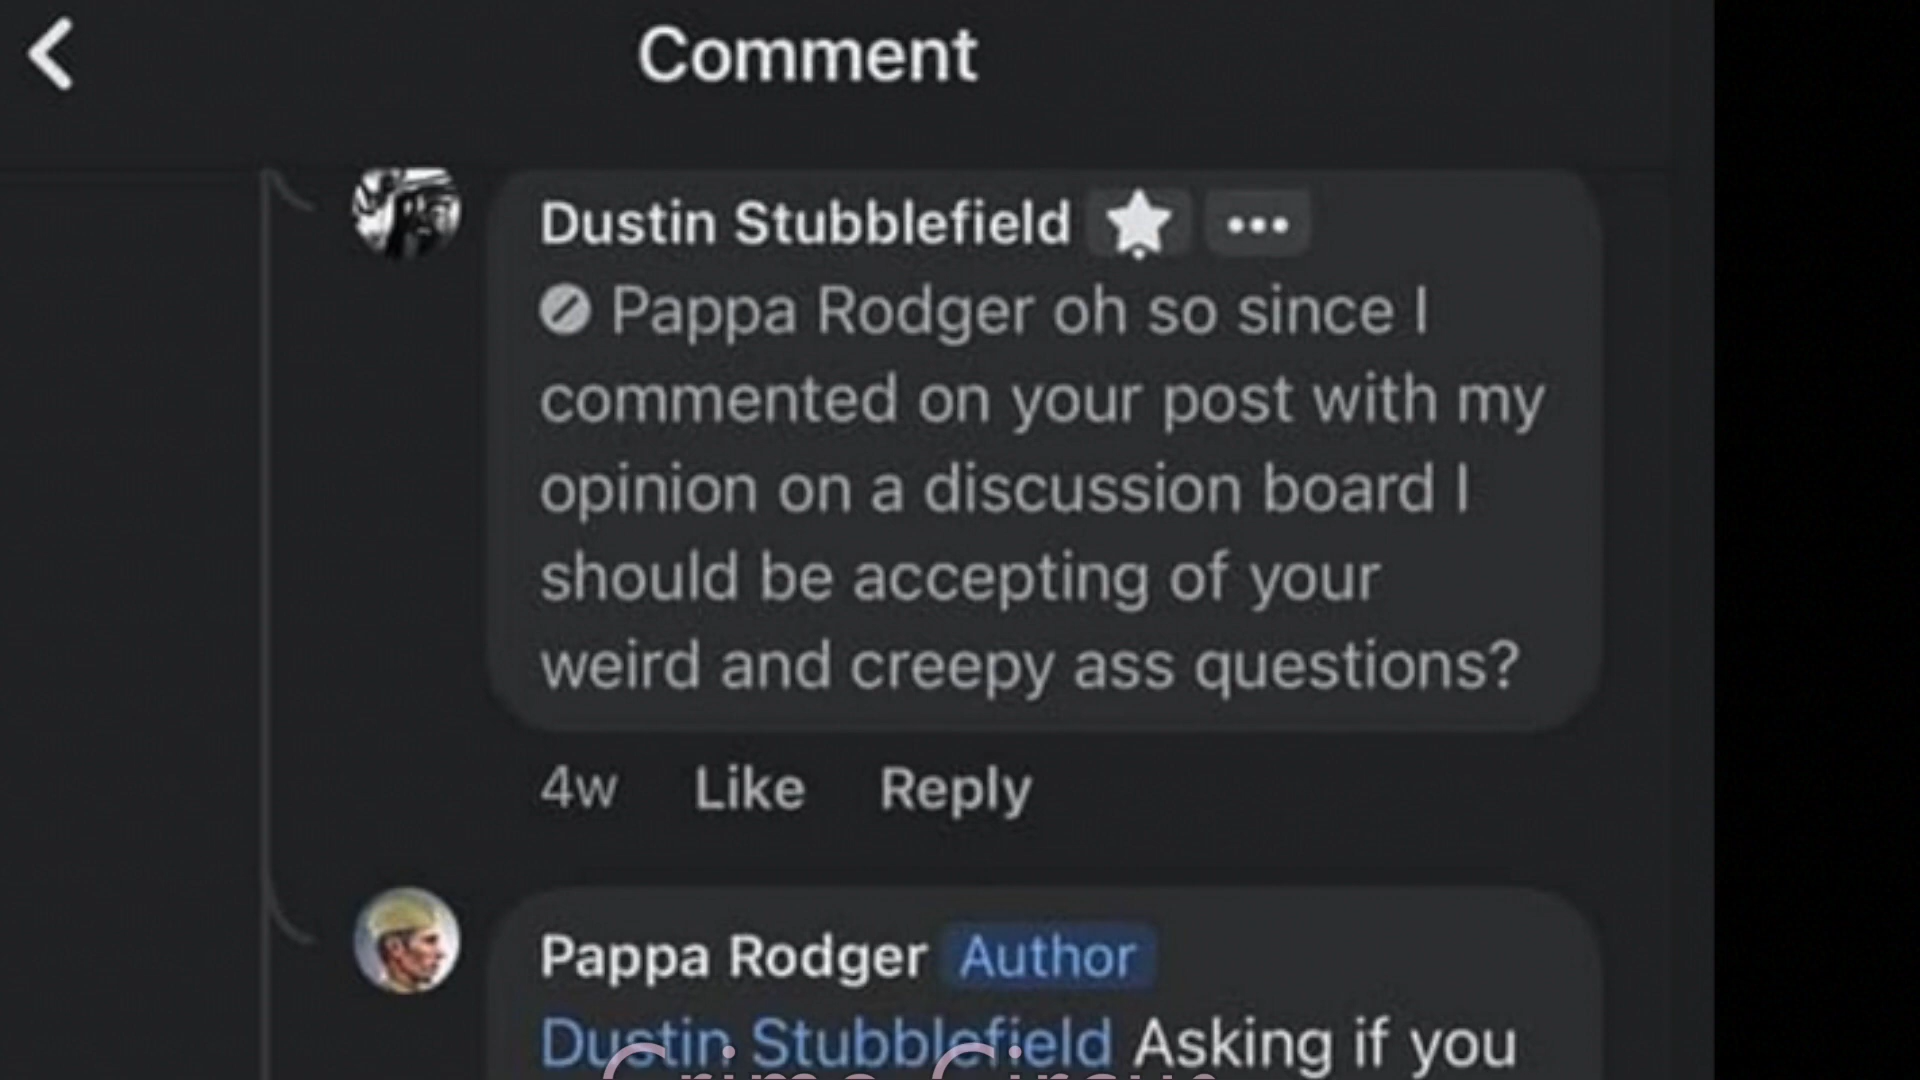 Comment
Dustin Stubblefield
Pappa Rodger oh so since I
commented on your post with my
opinion on a discussion board I
should be accepting of your
weird and creepy ass questions?
4w Like Reply
Pappa Rodger Author
Dustin Stubblefield Asking if you
Crime Circus